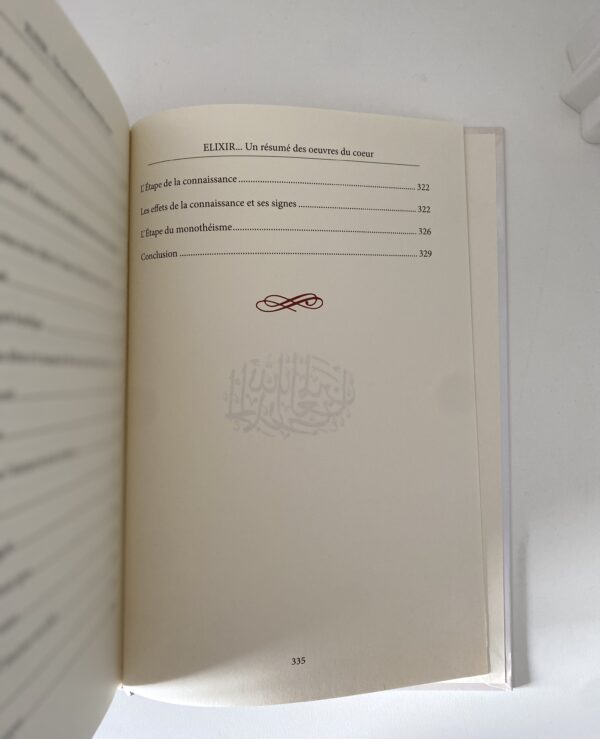 ELIXIR... Un résumé des oeuvres du coeur
L'Étape de la connaissance 322
Les effets de la connaissance et ses signes 322
L'Étape du monothéisme 326
Conclusion 329
335